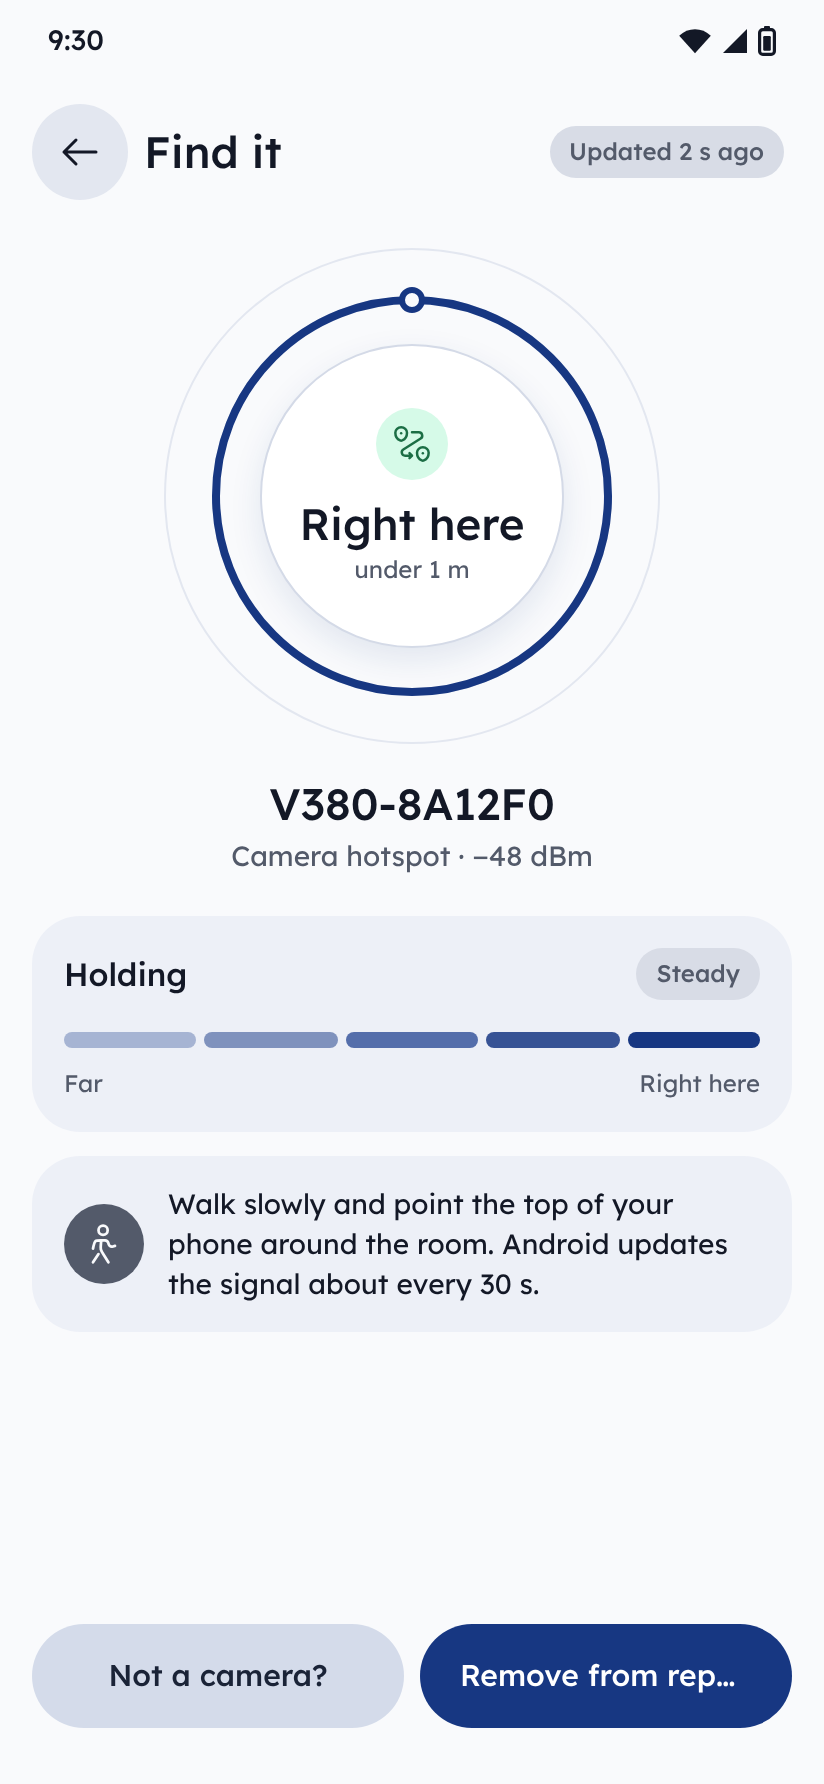 9:30
Find it
Updated 2 s ago
Right here
under 1 m
V380-8A12F0
Camera hotspot · −48 dBm
Holding
Steady
Far
Right here
Walk slowly and point the top of your
phone around the room. Android updates
the signal about every 30 s.
Not a camera?
Remove from rep...